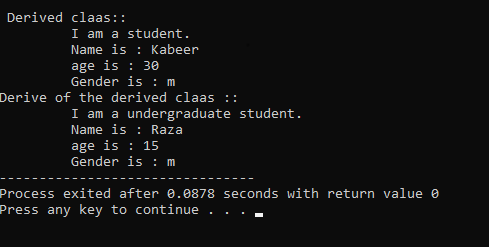 Derived claas::
I am a student.
Name is : Kabeer
age is : 30
Gender is : m
Derive of the derived claas ::
I am a undergraduate student.
Name is : Raza
age is : 15
Gender is : m
--------------------------------
Process exited after 0.0878 seconds with return value 0
Press any key to continue . . .